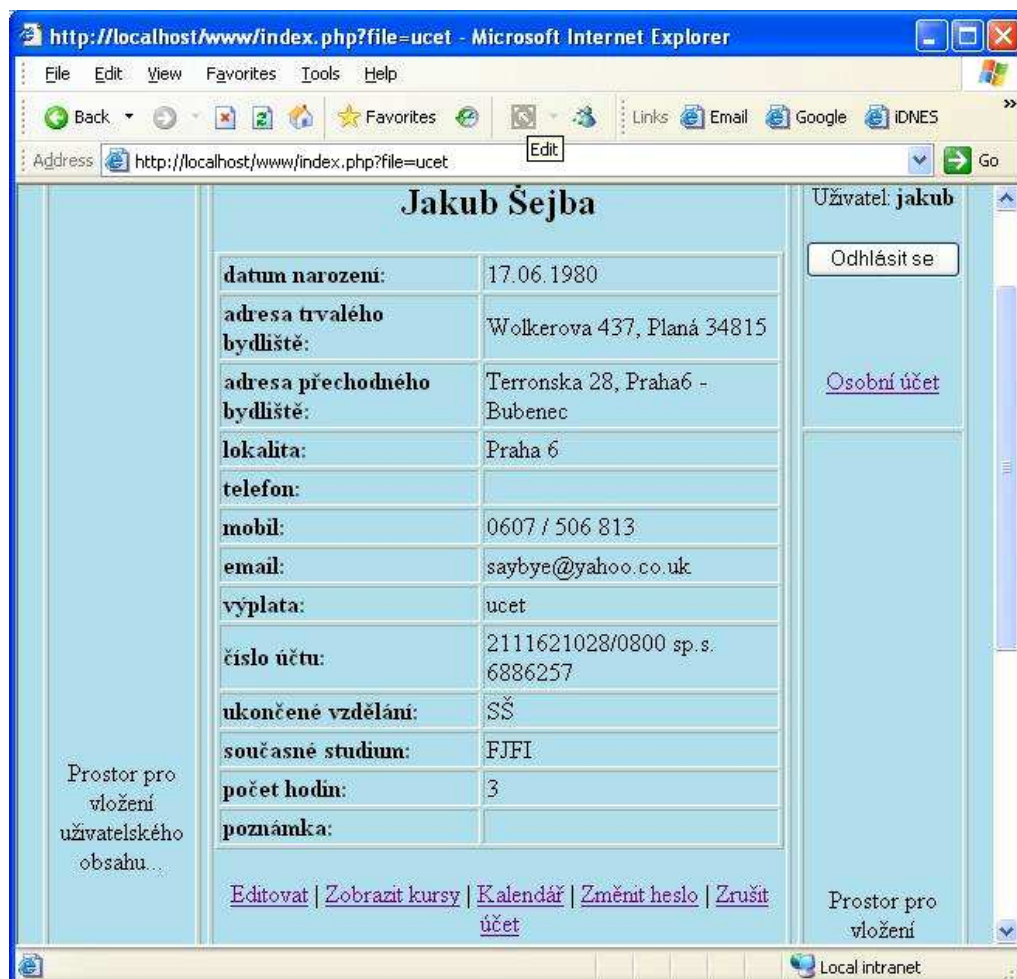 http://localhost/www/index.php?file=ucet - Microsoft Internet Explorer
File Edit View Favorites Tools Help
Back Favorites Links Email Google iDNES »
Edit
Address http://localhost/www/index.php?file=ucet Go
Jakub Šejba
datum narození: 17.06.1980
adresa trvalého
bydliště:
Wolkerova 437, Planá 34815
adresa přechodného
bydliště:
Terronska 28, Praha6 -
Bubenec
lokalita: Praha 6
telefon:
mobil: 0607 / 506 813
email: saybye@yahoo.co.uk
výplata: ucet
číslo účtu:
2111621028/0800 sp.s.
6886257
ukončené vzdělání: SŠ
současné studium: FJFI
počet hodin: 3
poznámka:
Editovat | Zobrazit kursy | Kalendář | Změnit heslo | Zrušit
účet
Prostor pro
vložení
uživatelského
obsahu...
Uživatel: jakub
Odhlásit se
Osobní účet
Prostor pro
vložení
Local intranet